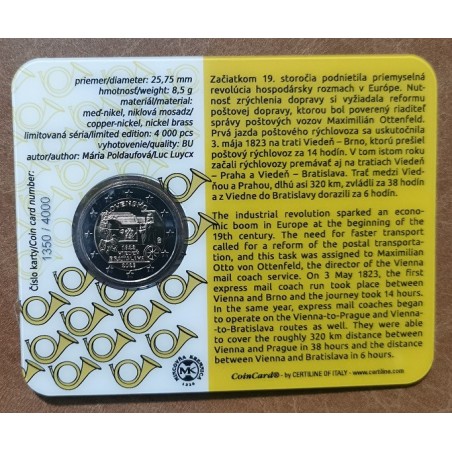 priemer/diameter: 25,75 mm
hmotnosť/weight: 8,5 g
materiál/material:
meď-nikel, niklová mosadz/
copper-nickel, nickel brass
limitovaná séria/limited edition: 4 000 pcs
vyhotovenie/quality: BU
autor/author: Mária Poldaufová/Luc Luycx
Číslo karty/Coin card number:
1350 / 4000
SLOVENSKO
1823
2023
BRATISLAVA
Začiatkom 19. storočia podnietila priemyselná
revolúcia hospodársky rozmach v Európe. Nut-
nosť zrýchlenia dopravy si vyžiadala reformu
poštovej dopravy, ktorou bol poverený riaditeľ
správy poštových vozov Maximilián Ottenfeld.
Prvá jazda poštového rýchlovozu sa uskutočnila
3. mája 1823 na trati Viedeň – Brno, ktorú prešiel
poštový rýchlovoz za 14 hodín. V tom istom roku
začali rýchlovozy premávať aj na tratiach Viedeň
– Praha a Viedeň – Bratislava. Trať medzi Vied-
ňou a Prahou, dlhú asi 320 km, zvládli za 38 hodín
a z Viedne do Bratislavy dorazili za 6 hodín.
The industrial revolution sparked an econo-
mic boom in Europe at the beginning of the
19th century. The need for faster transport
called for a reform of the postal transporta-
tion, and this task was assigned to Maximilian
Otto von Ottenfeld, the director of the Vienna
mail coach service. On 3 May 1823, the first
express mail coach run took place between
Vienna and Brno and the journey took 14 hours.
In the same year, express mail coaches began
to operate on the Vienna-to-Prague and Vienna-
to-Bratislava routes as well. They were able
to cover the roughly 320 km distance between
Vienna and Prague in 38 hours and the distance
between Vienna and Bratislava in 6 hours.
MINCOVŇA KREMNICA
MK
1328
CoinCard® - by CERTILINE OF ITALY - www.certiline.com